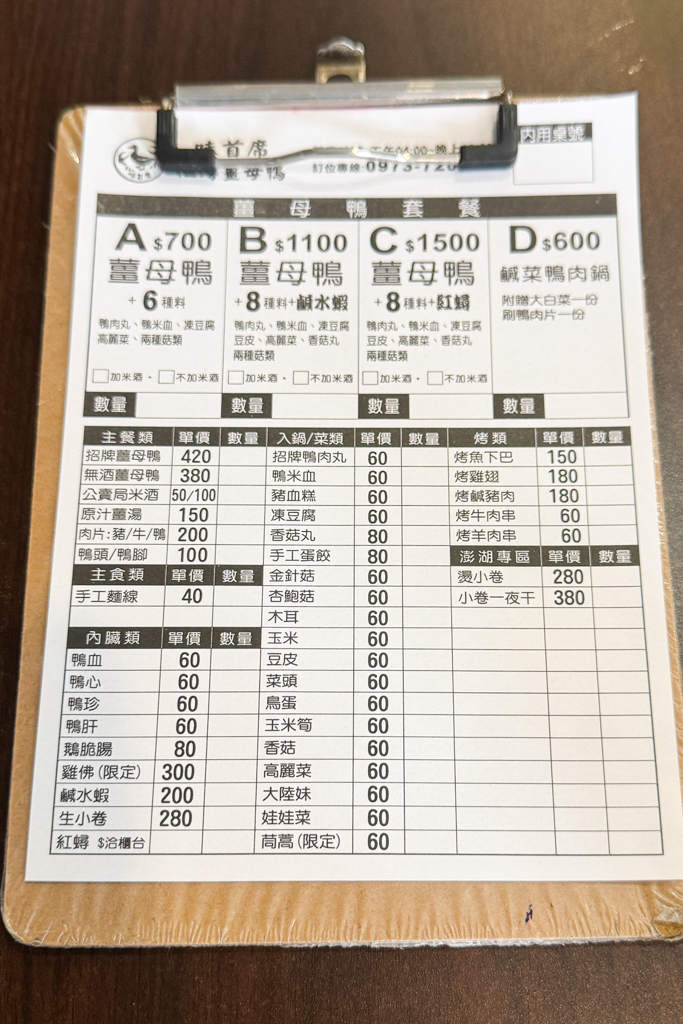 首席
薑母鴨
晚上
訂位專線:0973-720
內用桌號
薑母鴨套餐
A $700
薑母鴨
+6種料
鴨肉丸、鴨米血、凍豆腐
高麗菜、兩種菇類
□加米酒・□不加米酒
數量
B $1100
薑母鴨
+8種料+鹹水蝦
鴨肉丸、鴨米血、凍豆腐
豆皮、高麗菜、香菇丸
兩種菇類
□加米酒・□不加米酒
數量
C $1500
薑母鴨
+8種料+紅蟳
鴨肉丸、鴨米血、凍豆腐
豆皮、高麗菜、香菇丸
兩種菇類
□加米酒・□不加米酒
數量
D $600
鹹菜鴨肉鍋
附贈大白菜一份
刷鴨肉片一份
數量
主餐類 單價 數量
招牌薑母鴨 420
無酒薑母鴨 380
公賣局米酒 50/100
原汁薑湯 150
肉片:豬/牛/鴨 200
鴨頭/鴨腳 100
主食類 單價 數量
手工麵線 40
內臟類 單價 數量
鴨血 60
鴨心 60
鴨珍 60
鴨肝 60
鵝脆腸 80
雞佛(限定) 300
鹹水蝦 200
生小卷 280
紅蟳 $洽櫃台
入鍋/菜類 單價 數量
招牌鴨肉丸 60
鴨米血 60
豬血糕 60
凍豆腐 60
香菇丸 80
手工蛋餃 80
金針菇 60
杏鮑菇 60
木耳 60
玉米 60
豆皮 60
菜頭 60
鳥蛋 60
玉米筍 60
香菇 60
高麗菜 60
大陸妹 60
娃娃菜 60
茼蒿(限定) 60
烤類 單價 數量
烤魚下巴 150
烤雞翅 180
烤鹹豬肉 180
烤牛肉串 60
烤羊肉串 60
澎湖專區 單價 數量
燙小卷 280
小卷一夜干 380